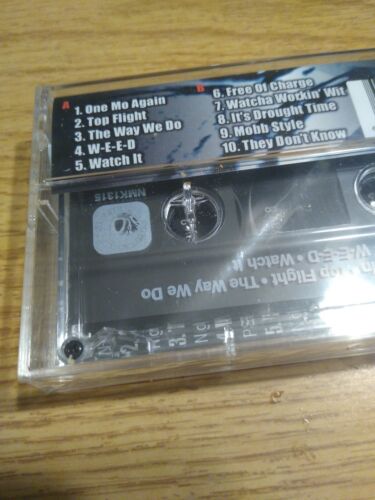 A
1. One Mo Again
2. Top Flight
3. The Way We Do
4. W-E-E-D
5. Watch It
B
6. Free Of Charge
7. Watcha Workin' Wit
8. It's Drought Time
9. Mobb Style
10. They Don't Know
NMK1315
Top Flight • The Way We Do
W-E-E-D • Watch It